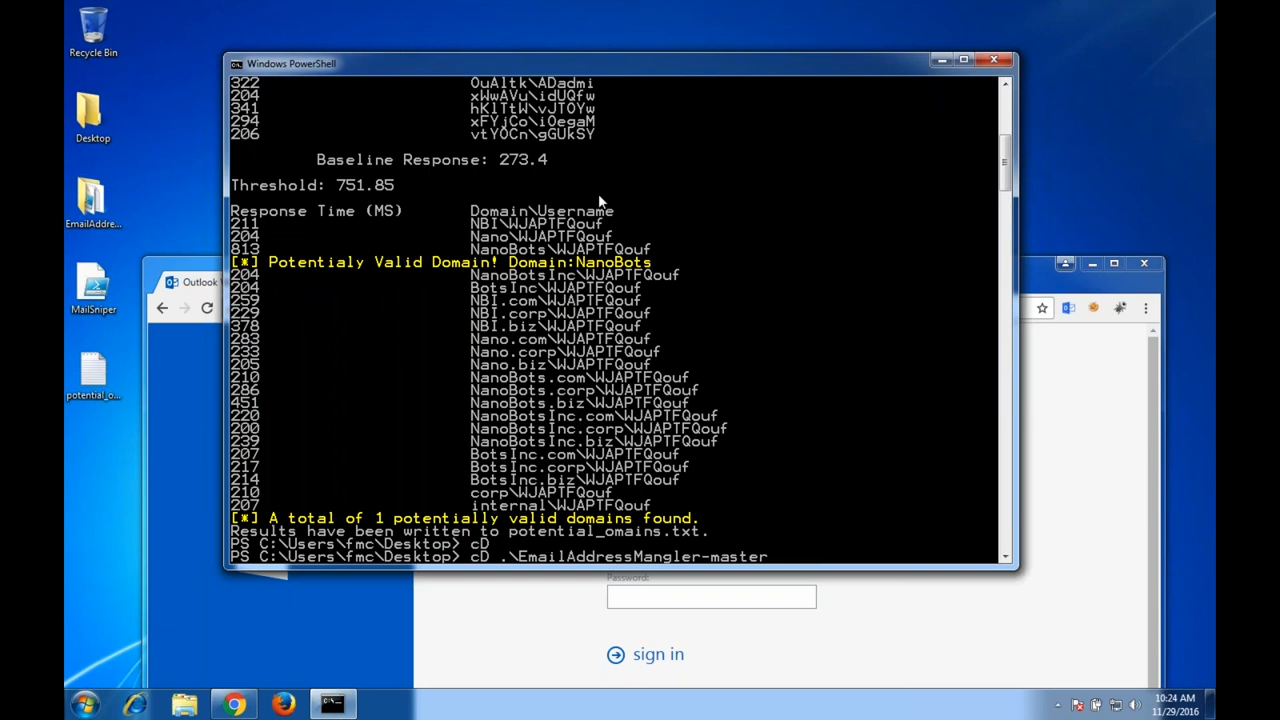 Recycle Bin
Desktop
EmailAddre...
MailSniper
potential_o...
Windows PowerShell
322 OuAltk\ADadmi
204 xWwAVu\idUQfw
341 hKlTtW\vJTOYw
294 xFYjCo\iOegaM
206 vtYOCn\gGUkSY
Baseline Response: 273.4
Threshold: 751.85
Response Time (MS) Domain\Username
211 NBI\WJAPTFQouf
204 Nano\WJAPTFQouf
813 NanoBots\WJAPTFQouf
[*] Potentialy Valid Domain! Domain:NanoBots
204 NanoBotsInc\WJAPTFQouf
204 BotsInc\WJAPTFQouf
259 NBI.com\WJAPTFQouf
229 NBI.corp\WJAPTFQouf
378 NBI.biz\WJAPTFQouf
283 Nano.com\WJAPTFQouf
233 Nano.corp\WJAPTFQouf
205 Nano.biz\WJAPTFQouf
210 NanoBots.com\WJAPTFQouf
286 NanoBots.corp\WJAPTFQouf
451 NanoBots.biz\WJAPTFQouf
220 NanoBotsInc.com\WJAPTFQouf
200 NanoBotsInc.corp\WJAPTFQouf
239 NanoBotsInc.biz\WJAPTFQouf
207 BotsInc.com\WJAPTFQouf
217 BotsInc.corp\WJAPTFQouf
214 BotsInc.biz\WJAPTFQouf
210 corp\WJAPTFQouf
207 internal\WJAPTFQouf
[*] A total of 1 potentially valid domains found.
Results have been written to potential_omains.txt.
PS C:\Users\fmc\Desktop> cD
PS C:\Users\fmc\Desktop> cD .\EmailAddressMangler-master
Outlook
Password:
sign in
10:24 AM
11/29/2016